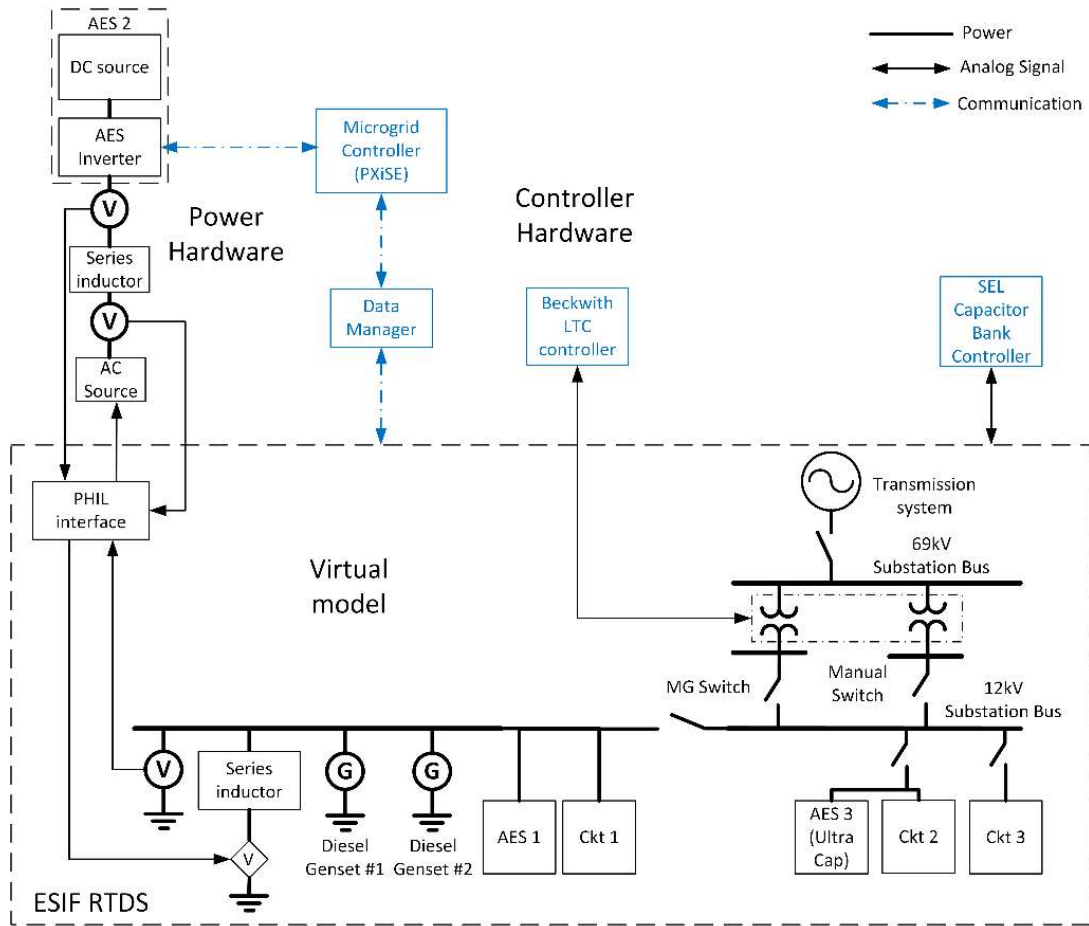 AES 2
DC source
AES
Inverter
V
Series
inductor
V
AC
Source
Power
Hardware
Microgrid
Controller
(PXiSE)
Data
Manager
Controller
Hardware
Beckwith
LTC
controller
Power
Analog Signal
Communication
SEL
Capacitor
Bank
Controller
PHIL
interface
Virtual
model
Transmission
system
69kV
Substation Bus
MG Switch
Manual
Switch
12kV
Substation Bus
V
Series
inductor
V
G
Diesel
Genset #1
G
Diesel
Genset #2
AES 1
Ckt 1
AES 3
(Ultra
Cap)
Ckt 2
Ckt 3
ESIF RTDS